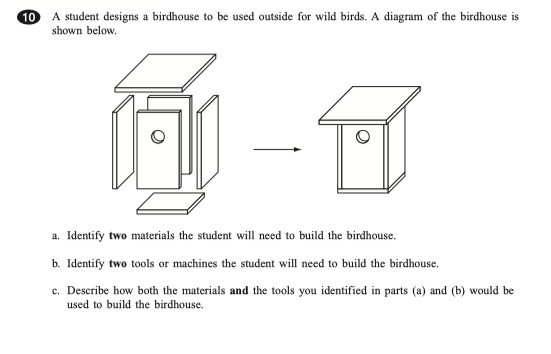 10 A student designs a birdhouse to be used outside for wild birds. A diagram of the birdhouse is
shown below.
a. Identify two materials the student will need to build the birdhouse.
b. Identify two tools or machines the student will need to build the birdhouse.
c. Describe how both the materials and the tools you identified in parts (a) and (b) would be
used to build the birdhouse.